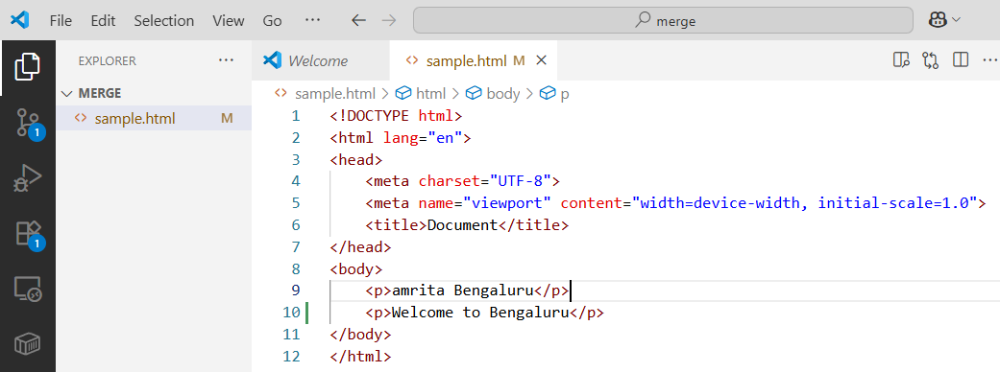 File Edit Selection View Go ··· merge
EXPLORER ···
MERGE
sample.html M
1
1
Welcome sample.html M
sample.html > html > body > p
1 <!DOCTYPE html>
2 <html lang="en">
3 <head>
4 <meta charset="UTF-8">
5 <meta name="viewport" content="width=device-width, initial-scale=1.0">
6 <title>Document</title>
7 </head>
8 <body>
9 <p>amrita Bengaluru</p>
10 <p>Welcome to Bengaluru</p>
11 </body>
12 </html>